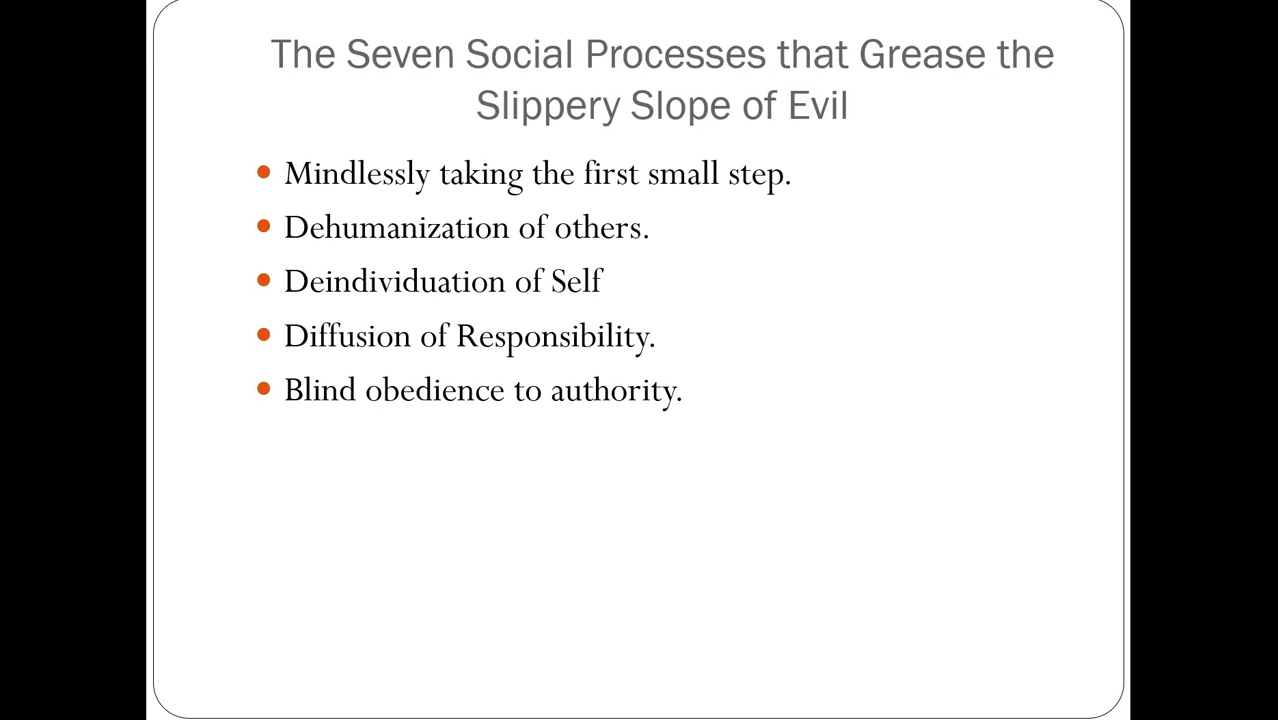 The Seven Social Processes that Grease the
Slippery Slope of Evil
Mindlessly taking the first small step.
Dehumanization of others.
Deindividuation of Self
Diffusion of Responsibility.
Blind obedience to authority.